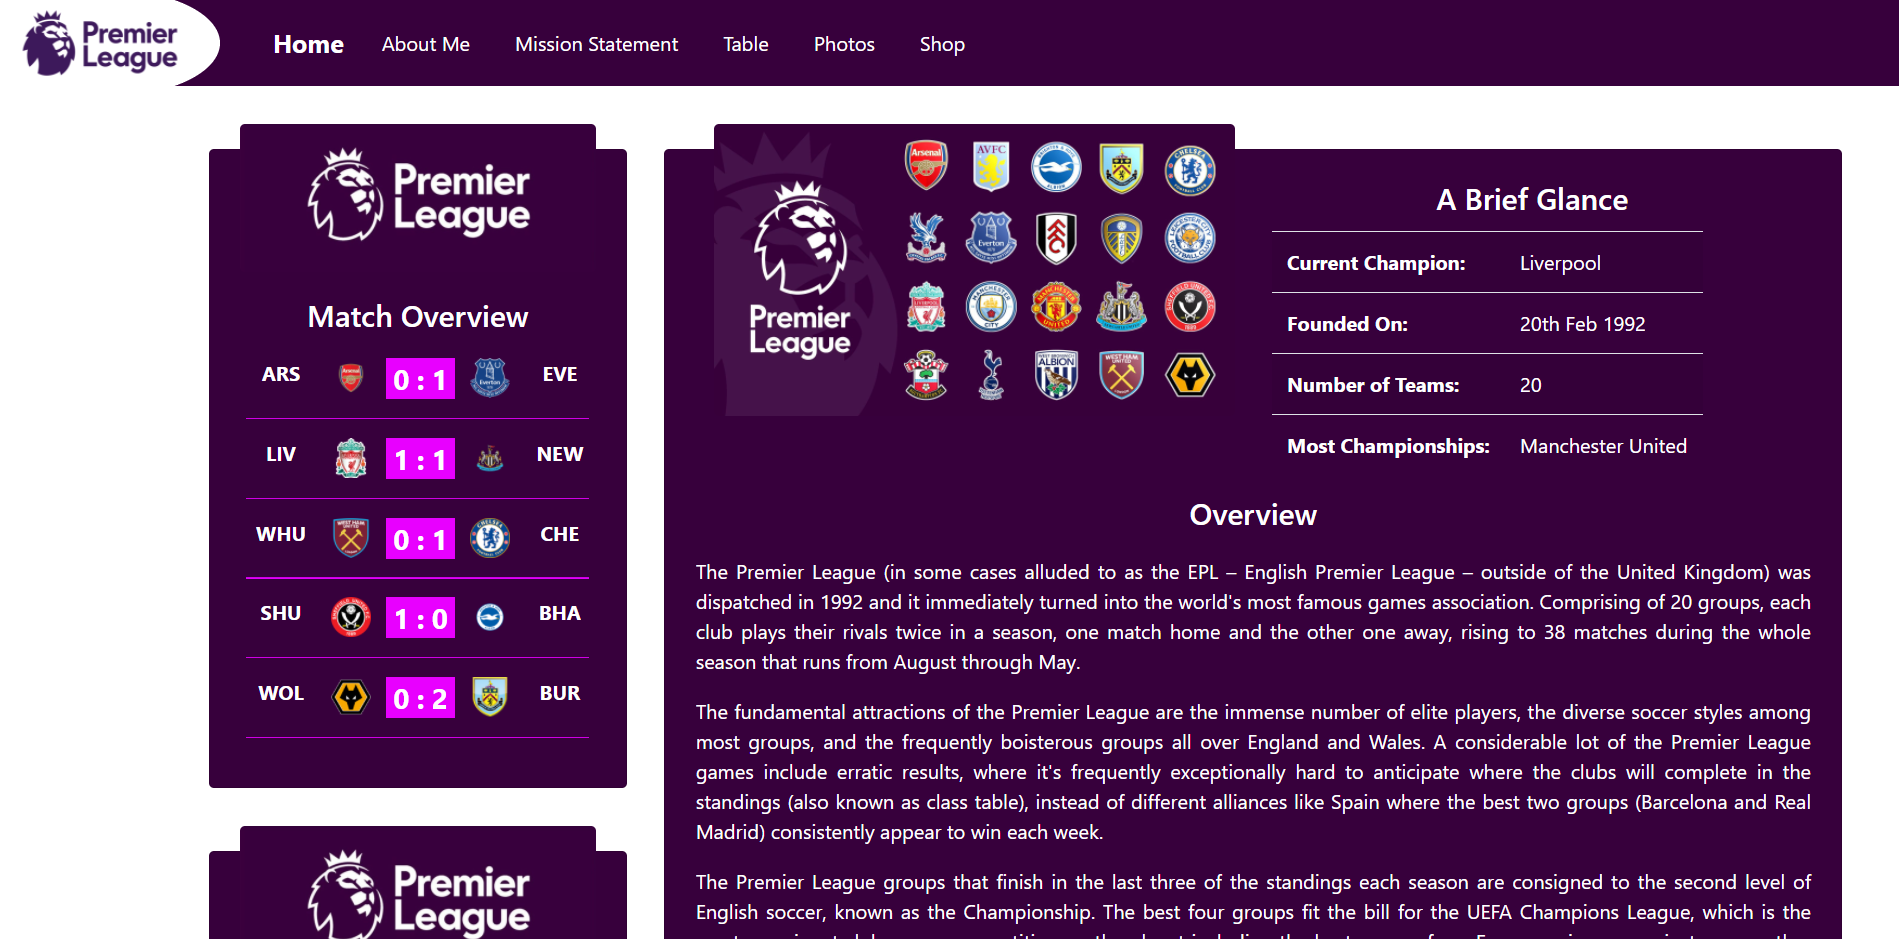 Premier
League
Home
About Me
Mission Statement
Table
Photos
Shop
Premier
League
Match Overview
ARS 0 : 1 EVE
LIV 1 : 1 NEW
WHU 0 : 1 CHE
SHU 1 : 0 BHA
WOL 0 : 2 BUR
Premier
League
Premier
League
Arsenal
AVFC
Everton
MANCHESTER
CITY
MANCHESTER
UNITED
ALBION
WEST HAM
UNITED
A Brief Glance
Current Champion: Liverpool
Founded On: 20th Feb 1992
Number of Teams: 20
Most Championships: Manchester United
Overview
The Premier League (in some cases alluded to as the EPL – English Premier League – outside of the United Kingdom) was
dispatched in 1992 and it immediately turned into the world's most famous games association. Comprising of 20 groups, each
club plays their rivals twice in a season, one match home and the other one away, rising to 38 matches during the whole
season that runs from August through May.
The fundamental attractions of the Premier League are the immense number of elite players, the diverse soccer styles among
most groups, and the frequently boisterous groups all over England and Wales. A considerable lot of the Premier League
games include erratic results, where it's frequently exceptionally hard to anticipate where the clubs will complete in the
standings (also known as class table), instead of different alliances like Spain where the best two groups (Barcelona and Real
Madrid) consistently appear to win each week.
The Premier League groups that finish in the last three of the standings each season are consigned to the second level of
English soccer, known as the Championship. The best four groups fit the bill for the UEFA Champions League, which is the